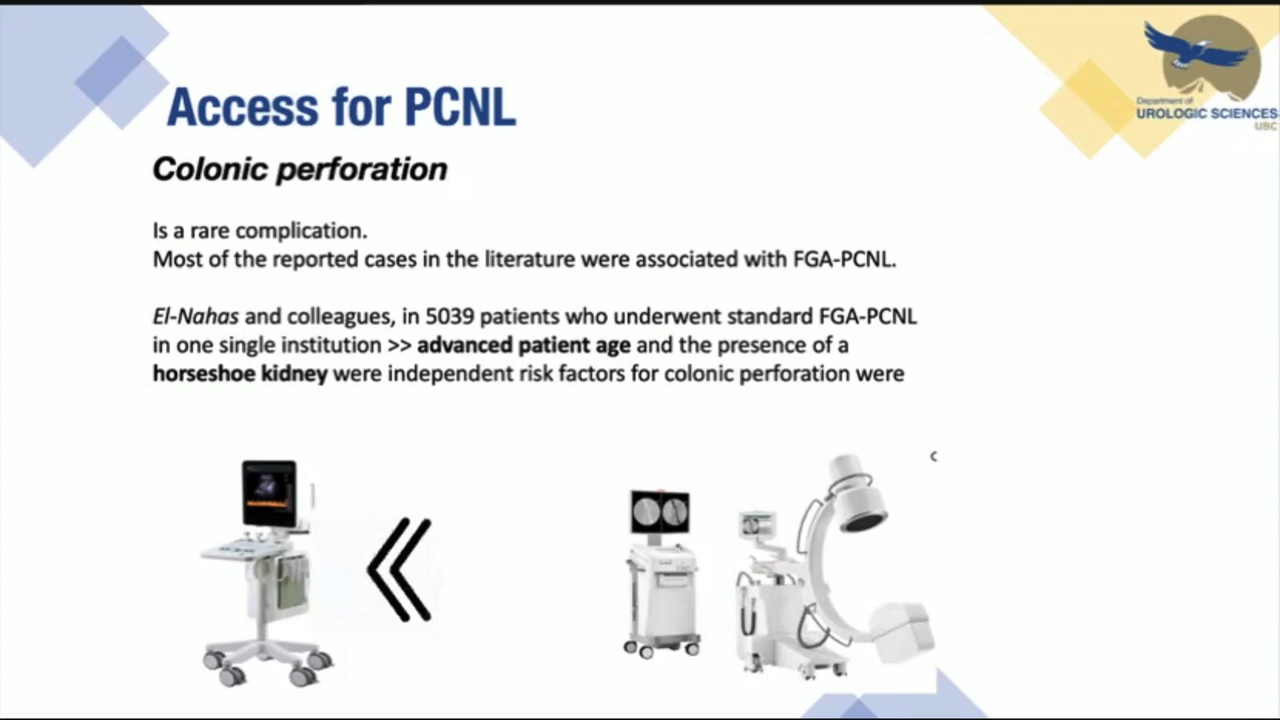 Access for PCNL
Colonic perforation
Is a rare complication.
Most of the reported cases in the literature were associated with FGA-PCNL.
El-Nahas and colleagues, in 5039 patients who underwent standard FGA-PCNL
in one single institution >> advanced patient age and the presence of a
horseshoe kidney were independent risk factors for colonic perforation were
Department of
UROLOGIC SCIENCES
UBC
c